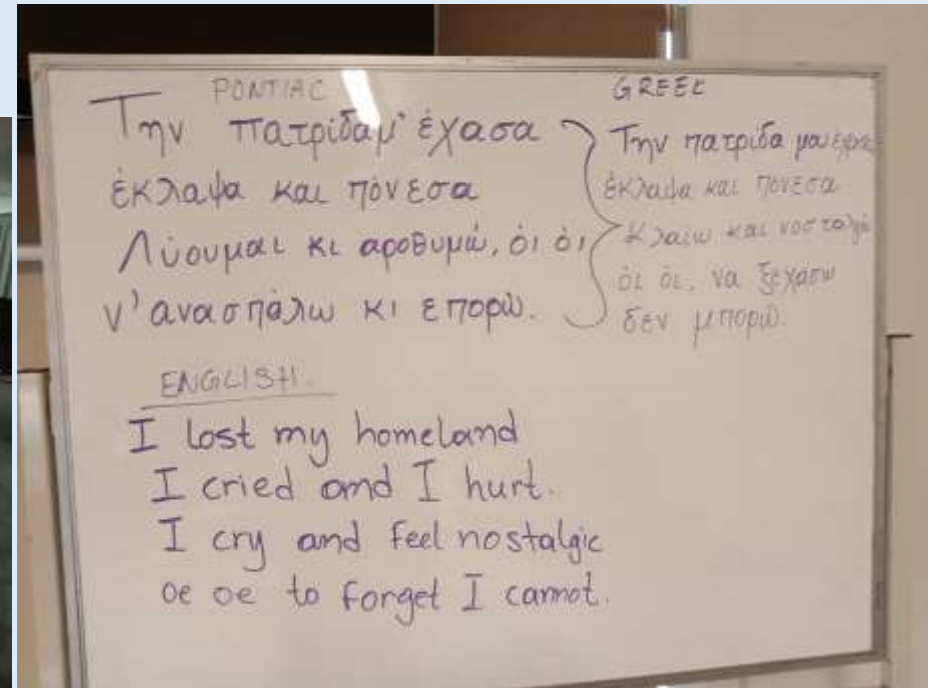 PONTIAC
Την πατρίδαμ' έχασα
έκλαψα και πόνεσα
Λύουμαι κι αροθυμώ, όι όι
ν' ανασπάλω κι επορώ.
GREEK
Την πατρίδα μου έχασα
έκλαψα και πόνεσα
κλαίω και νοσταλγώ
όι όι, να ξεχάσω
δεν μπορώ.
ENGLISH.
I lost my homeland
I cried and I hurt.
I cry and feel nostalgic
oe oe to forget I cannot.